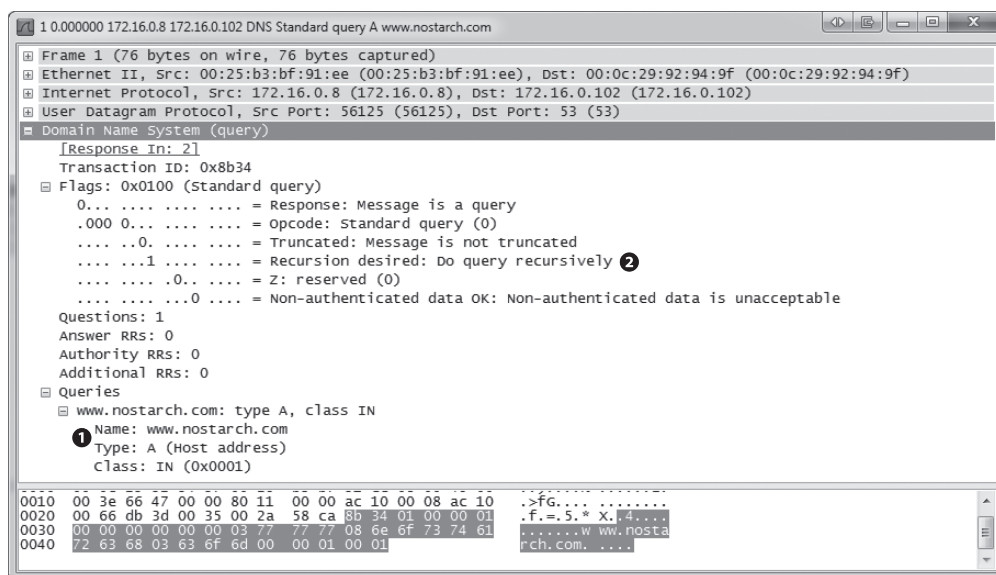 1 0.000000 172.16.0.8 172.16.0.102 DNS Standard query A www.nostarch.com
Frame 1 (76 bytes on wire, 76 bytes captured)
Ethernet II, Src: 00:25:b3:bf:91:ee (00:25:b3:bf:91:ee), Dst: 00:0c:29:92:94:9f (00:0c:29:92:94:9f)
Internet Protocol, Src: 172.16.0.8 (172.16.0.8), Dst: 172.16.0.102 (172.16.0.102)
User Datagram Protocol, Src Port: 56125 (56125), Dst Port: 53 (53)
Domain Name System (query)
[Response In: 2]
Transaction ID: 0x8b34
Flags: 0x0100 (Standard query)
0... .... .... .... = Response: Message is a query
.000 0... .... .... = Opcode: Standard query (0)
.... ..0. .... .... = Truncated: Message is not truncated
.... ...1 .... .... = Recursion desired: Do query recursively ❷
.... .... .0.. .... = Z: reserved (0)
.... .... ...0 .... = Non-authenticated data OK: Non-authenticated data is unacceptable
Questions: 1
Answer RRs: 0
Authority RRs: 0
Additional RRs: 0
Queries
www.nostarch.com: type A, class IN
❶ Name: www.nostarch.com
Type: A (Host address)
Class: IN (0x0001)
0010 00 3e 66 47 00 00 80 11 00 00 ac 10 00 08 ac 10 .>fG.... ........
0020 00 66 db 3d 00 35 00 2a 58 ca 8b 34 01 00 00 01 .f.=.5.* X..4....
0030 00 00 00 00 00 00 03 77 77 77 08 6e 6f 73 74 61 .......w ww.nosta
0040 72 63 68 03 63 6f 6d 00 00 01 00 01 rch.com. ....